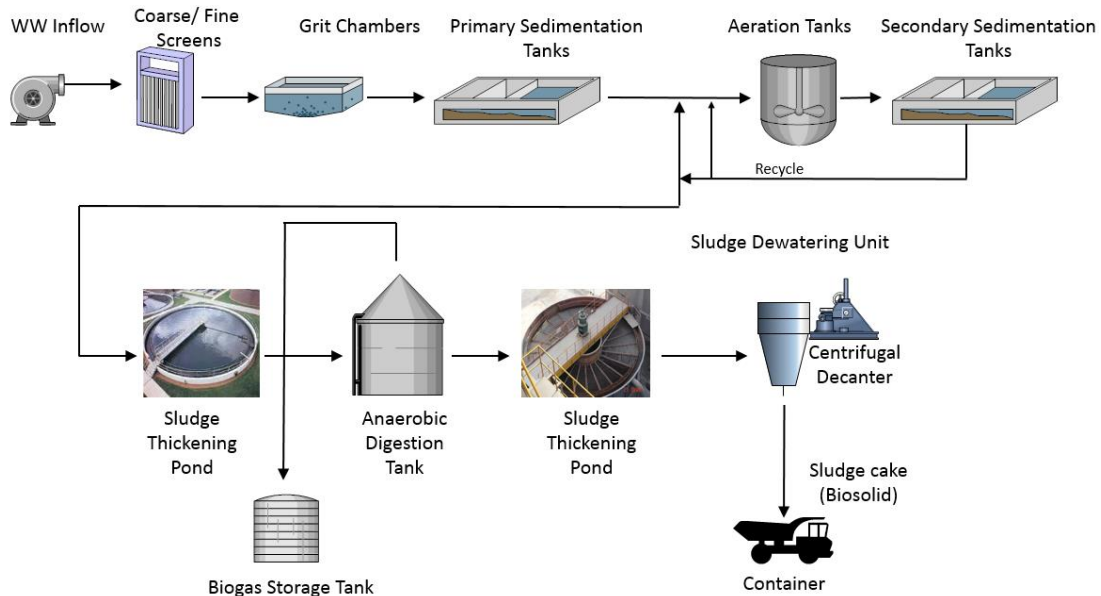 WW Inflow
Coarse/ Fine
Screens
Grit Chambers
Primary Sedimentation
Tanks
Aeration Tanks
Secondary Sedimentation
Tanks
Recycle
Sludge Dewatering Unit
Centrifugal
Decanter
Sludge
Thickening
Pond
Anaerobic
Digestion
Tank
Sludge
Thickening
Pond
Sludge cake
(Biosolid)
Biogas Storage Tank
Container